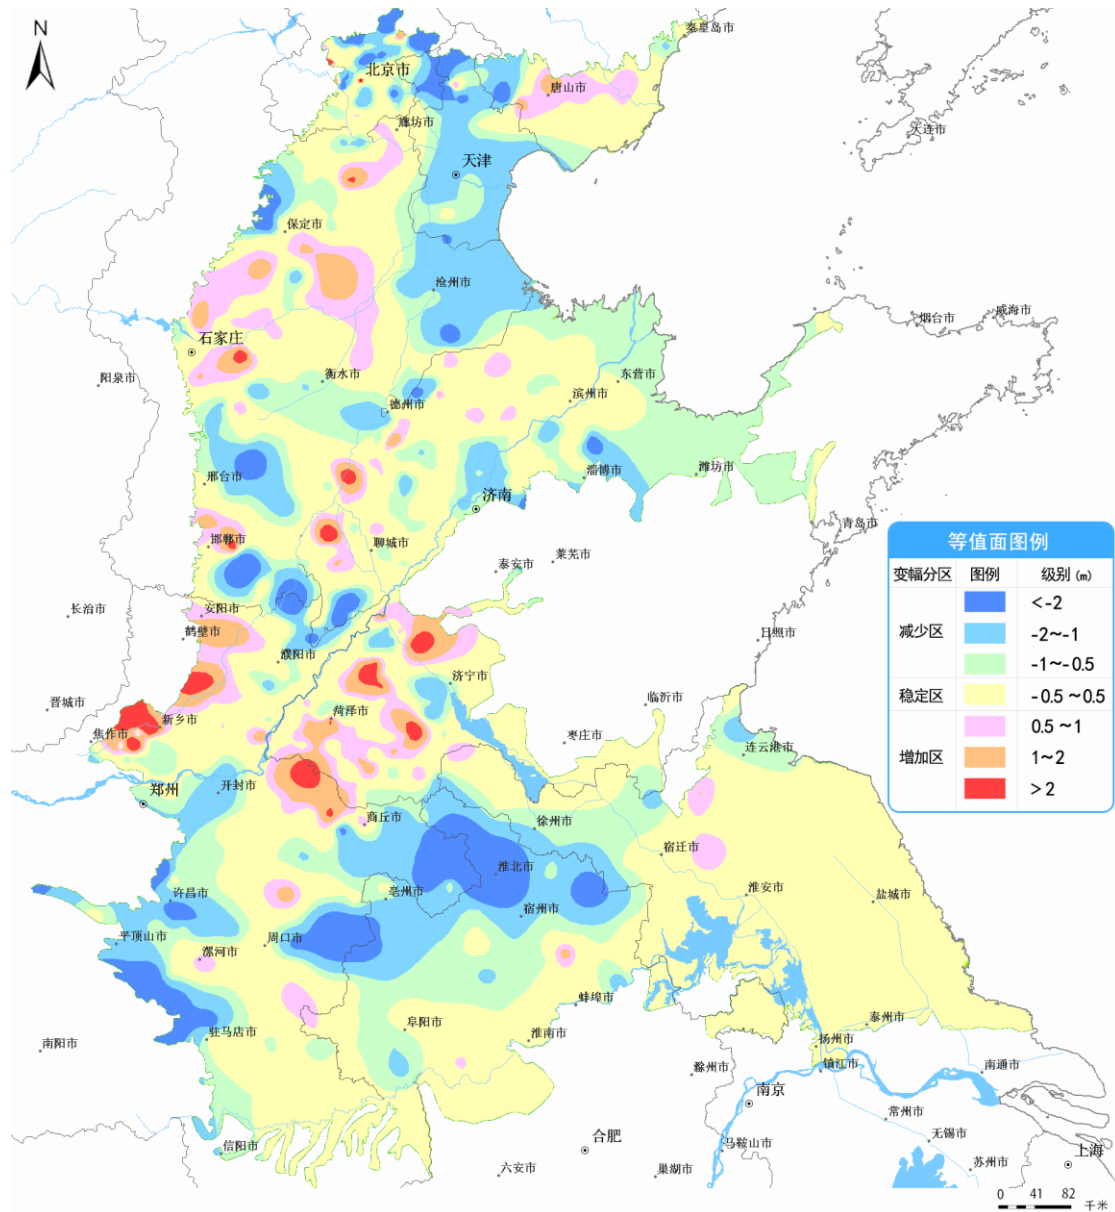 N
秦皇岛市
北京市
唐山市
廊坊市
大连市
天津
保定市
沧州市
石家庄
烟台市
威海市
阳泉市
衡水市
东营市
滨州市
德州市
邢台市
淄博市
潍坊市
济南
青岛市
邯郸市
聊城市
莱芜市
泰安市
长治市
安阳市
鹤壁市
日照市
濮阳市
济宁市
晋城市
临沂市
菏泽市
新乡市
焦作市
枣庄市
连云港市
开封市
郑州
商丘市
徐州市
宿迁市
淮北市
许昌市
亳州市
淮安市
盐城市
宿州市
平顶山市
周口市
漯河市
蚌埠市
驻马店市
阜阳市
淮南市
泰州市
扬州市
南阳市
滁州市
镇江市
南通市
南京
常州市
无锡市
合肥
马鞍山市
信阳市
上海
六安市
巢湖市
苏州市
等值面图例
变幅分区 图例 级别 (m)
<-2
减少区 -2~-1
-1~-0.5
稳定区 -0.5~0.5
0.5~1
增加区 1~2
>2
0 41 82
千米